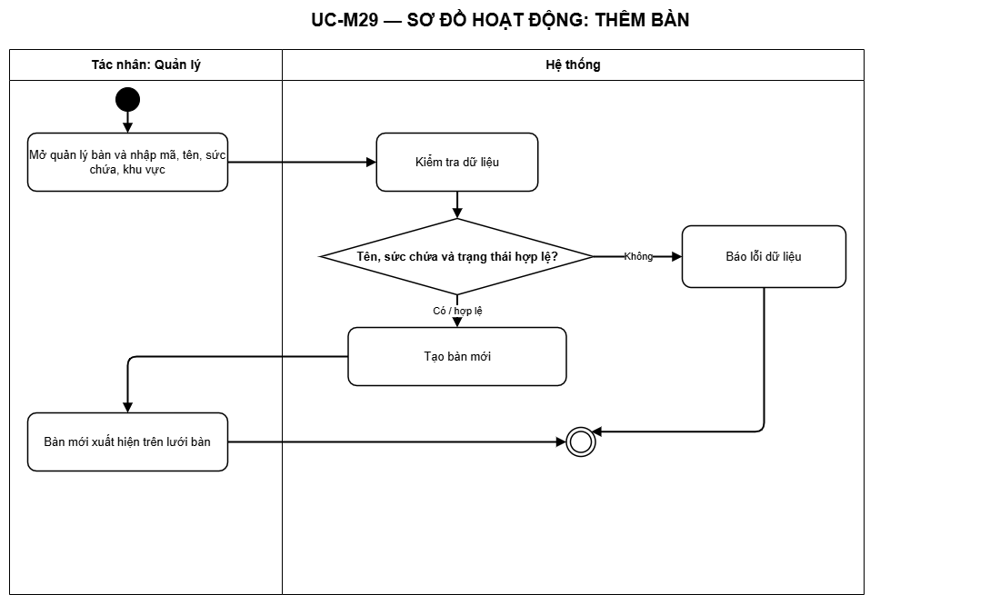 UC-M29 — SƠ ĐỒ HOẠT ĐỘNG: THÊM BÀN
Tác nhân: Quản lý
Hệ thống
Mở quản lý bàn và nhập mã, tên, sức
chứa, khu vực
Kiểm tra dữ liệu
Tên, sức chứa và trạng thái hợp lệ?
Không
Báo lỗi dữ liệu
Có / hợp lệ
Tạo bàn mới
Bàn mới xuất hiện trên lưới bàn